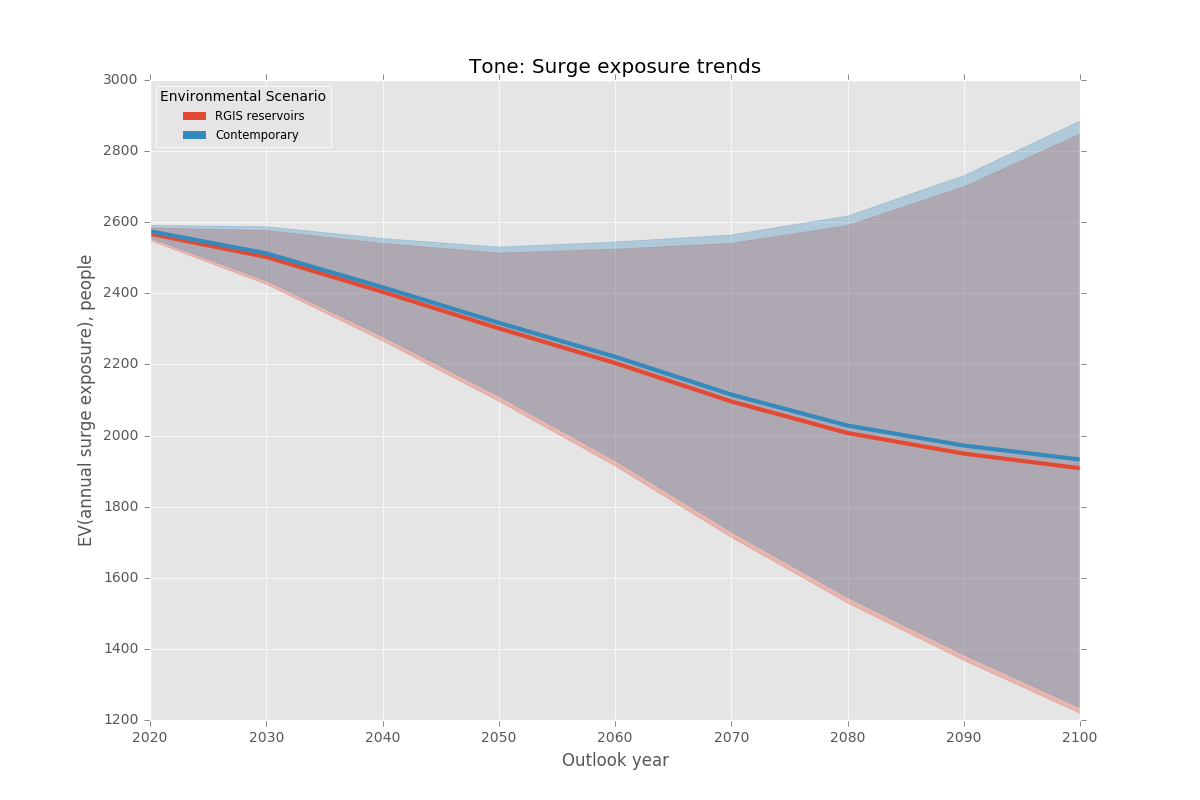 Tone: Surge exposure trends
Environmental Scenario
RGIS reservoirs
Contemporary
EV(annual surge exposure), people
3000
2800
2600
2400
2200
2000
1800
1600
1400
1200
2020 2030 2040 2050 2060 2070 2080 2090 2100
Outlook year